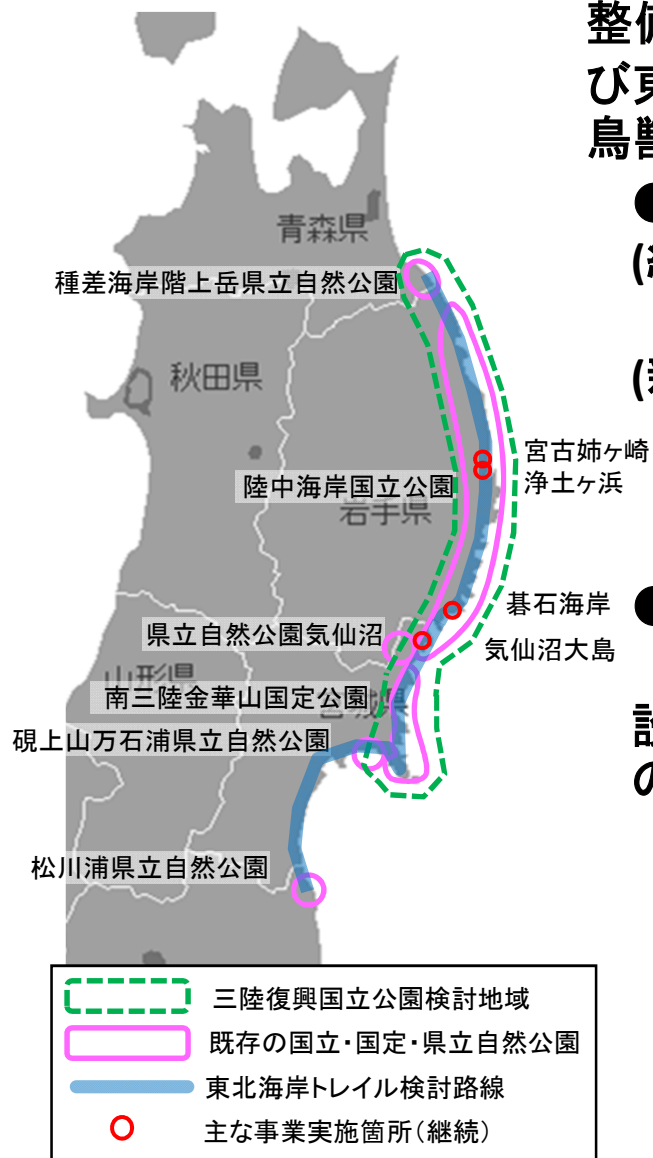 整備
び東
鳥獣
●
青森県
種差海岸階上岳県立自然公園
秋田県
宮古姉ヶ崎
浄土ヶ浜
陸中海岸国立公園
岩手県
碁石海岸
●
県立自然公園気仙沼
気仙沼大島
山形県
南三陸金華山国定公園
宮城県
硯上山万石浦県立自然公園
の
松川浦県立自然公園
三陸復興国立公園検討地域
既存の国立・国定・県立自然公園
東北海岸トレイル検討路線
主な事業実施箇所（継続）